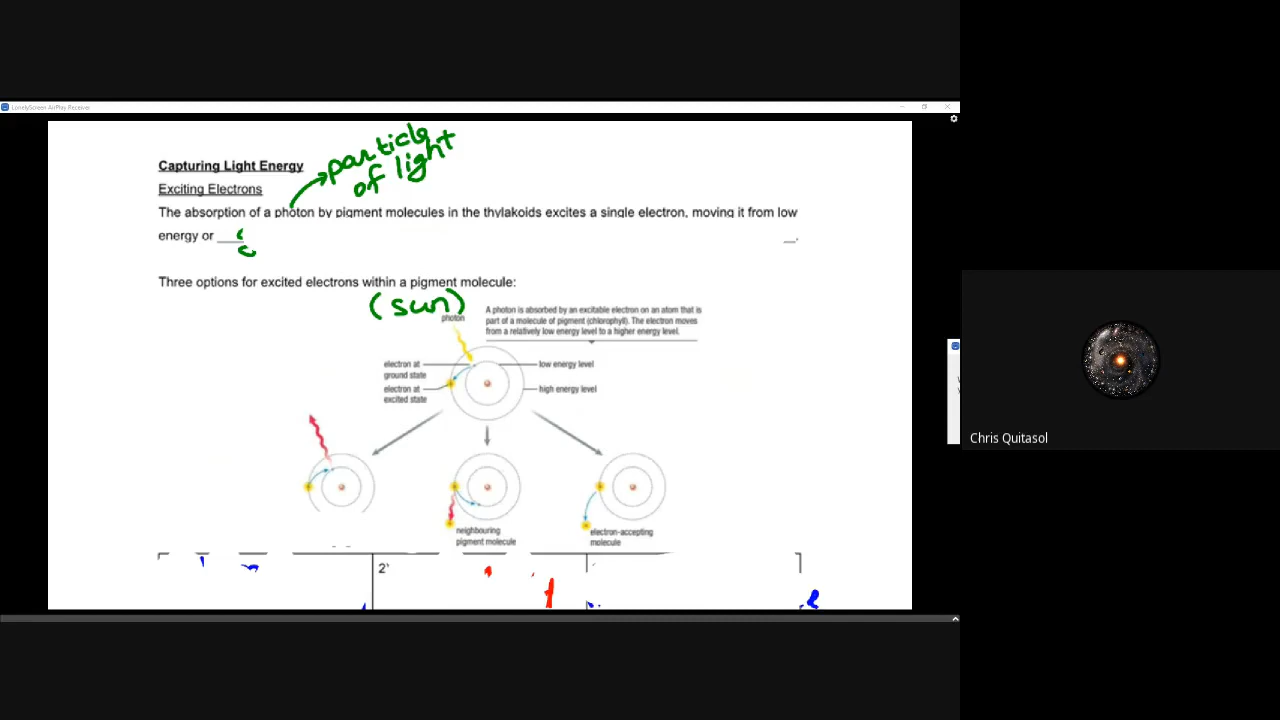 LonelyScreen AirPlay Receiver
particle
of light
Capturing Light Energy
Exciting Electrons
The absorption of a photon by pigment molecules in the thylakoids excites a single electron, moving it from low
energy or
Three options for excited electrons within a pigment molecule:
(sun)
photon
A photon is absorbed by an excitable electron on an atom that is
part of a molecule of pigment (chlorophyll). The electron moves
from a relatively low energy level to a higher energy level.
electron at
ground state
low energy level
electron at
excited state
high energy level
neighbouring
pigment molecule
electron-accepting
molecule
2
Chris Quitasol